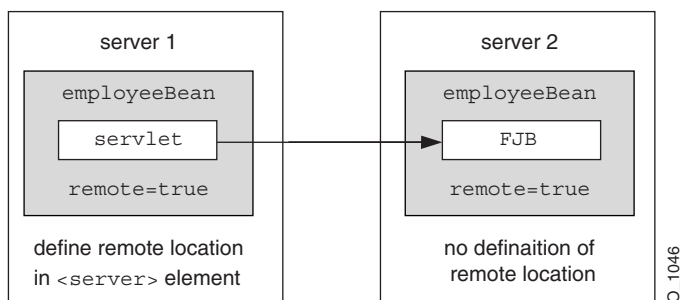 server 1
employeeBean
servlet
remote=true
define remote location
in <server> element
server 2
employeeBean
FJB
remote=true
no definaition of
remote location
O_1046